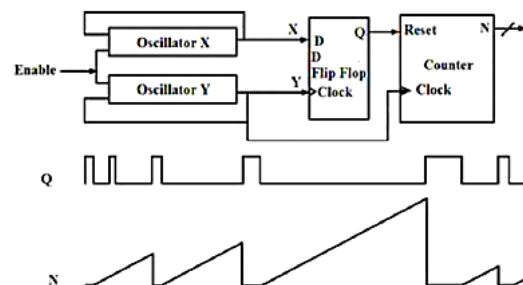 Oscillator X
Enable
Oscillator Y
X
Y
D
Q
D
Flip Flop
Clock
Reset
N
Counter
Clock
Q
N